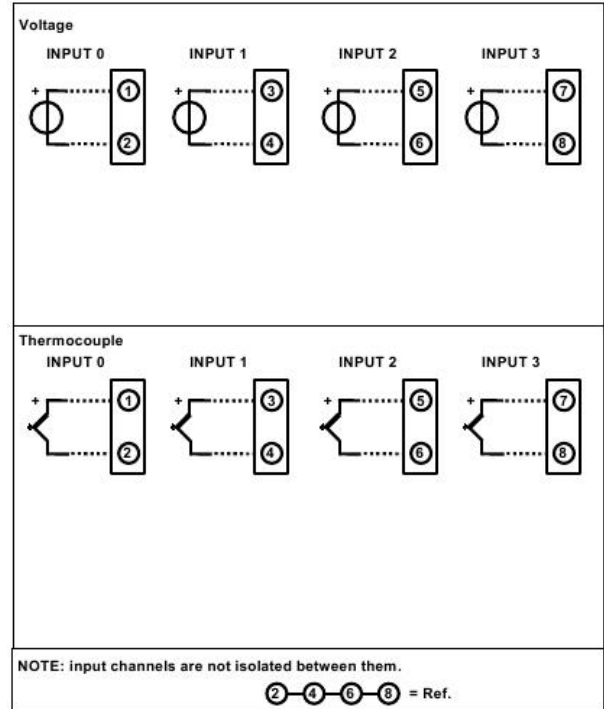 Voltage
INPUT 0 INPUT 1 INPUT 2 INPUT 3
+ 1 + 3 + 5 + 7
2 4 6 8
Thermocouple
INPUT 0 INPUT 1 INPUT 2 INPUT 3
+ 1 + 3 + 5 + 7
2 4 6 8
NOTE: input channels are not isolated between them.
2 4 6 8 = Ref.